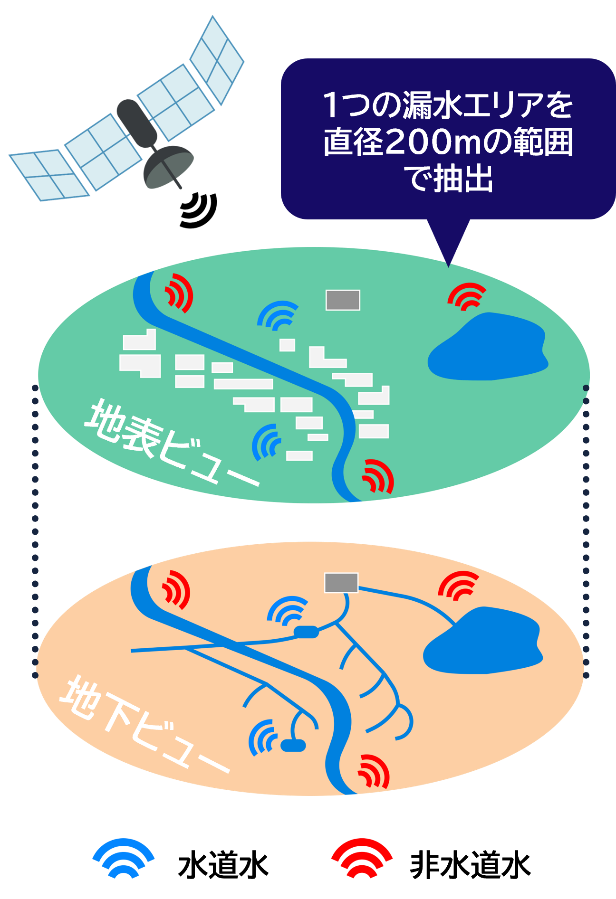 1つの漏水エリアを
直径200mの範囲
で抽出
地表ビュー
地下ビュー
水道水
非水道水